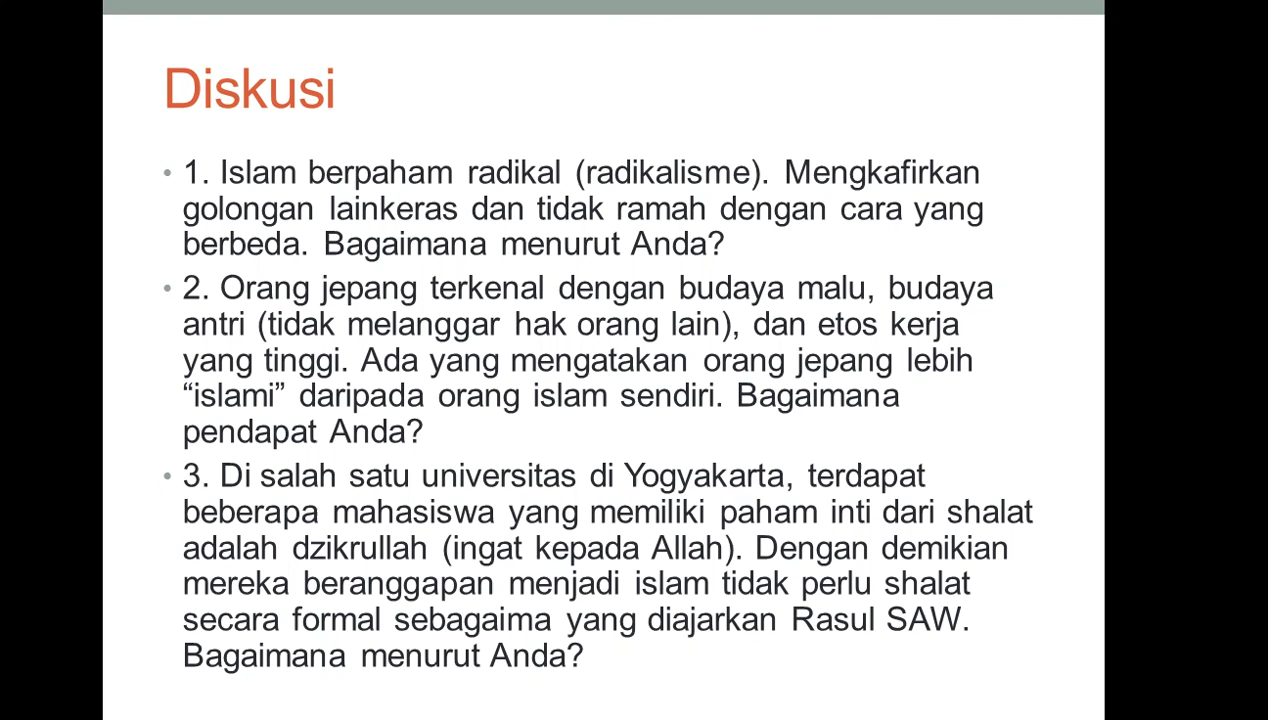 Diskusi
• 1. Islam berpaham radikal (radikalisme). Mengkafirkan
golongan lainkeras dan tidak ramah dengan cara yang
berbeda. Bagaimana menurut Anda?
• 2. Orang jepang terkenal dengan budaya malu, budaya
antri (tidak melanggar hak orang lain), dan etos kerja
yang tinggi. Ada yang mengatakan orang jepang lebih
“islami” daripada orang islam sendiri. Bagaimana
pendapat Anda?
• 3. Di salah satu universitas di Yogyakarta, terdapat
beberapa mahasiswa yang memiliki paham inti dari shalat
adalah dzikrullah (ingat kepada Allah). Dengan demikian
mereka beranggapan menjadi islam tidak perlu shalat
secara formal sebagaima yang diajarkan Rasul SAW.
Bagaimana menurut Anda?